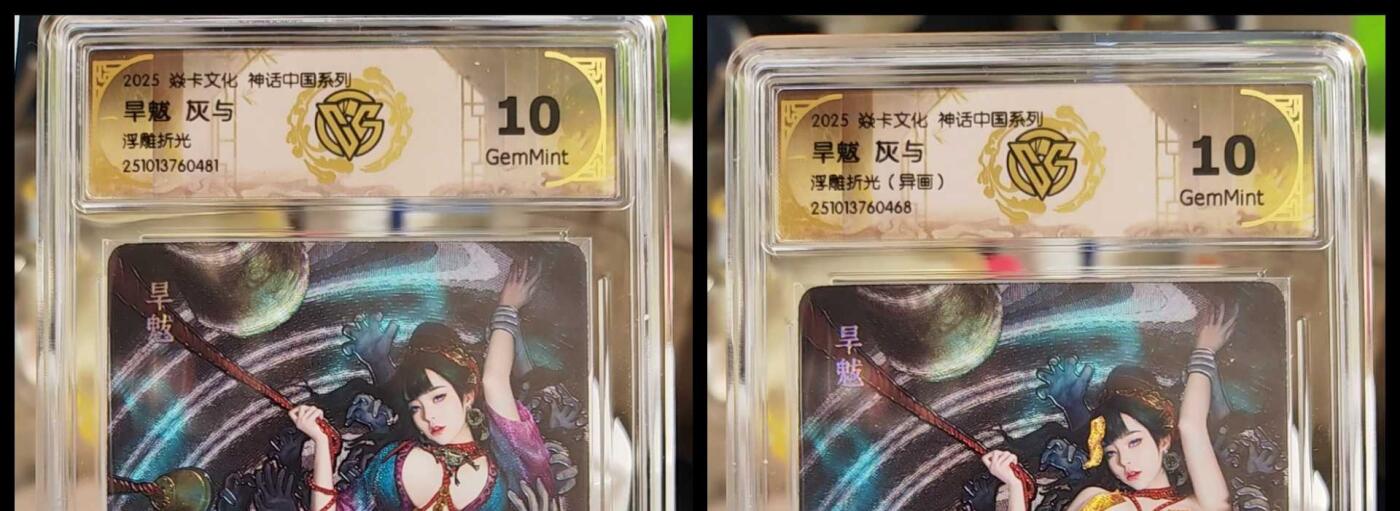 2025 焱卡文化 神话中国系列
旱魃 灰与
浮雕折光
251013760481
10
GemMint
旱魃
2025 焱卡文化 神话中国系列
旱魃 灰与
浮雕折光（异画）
251013760468
10
GemMint
旱魃